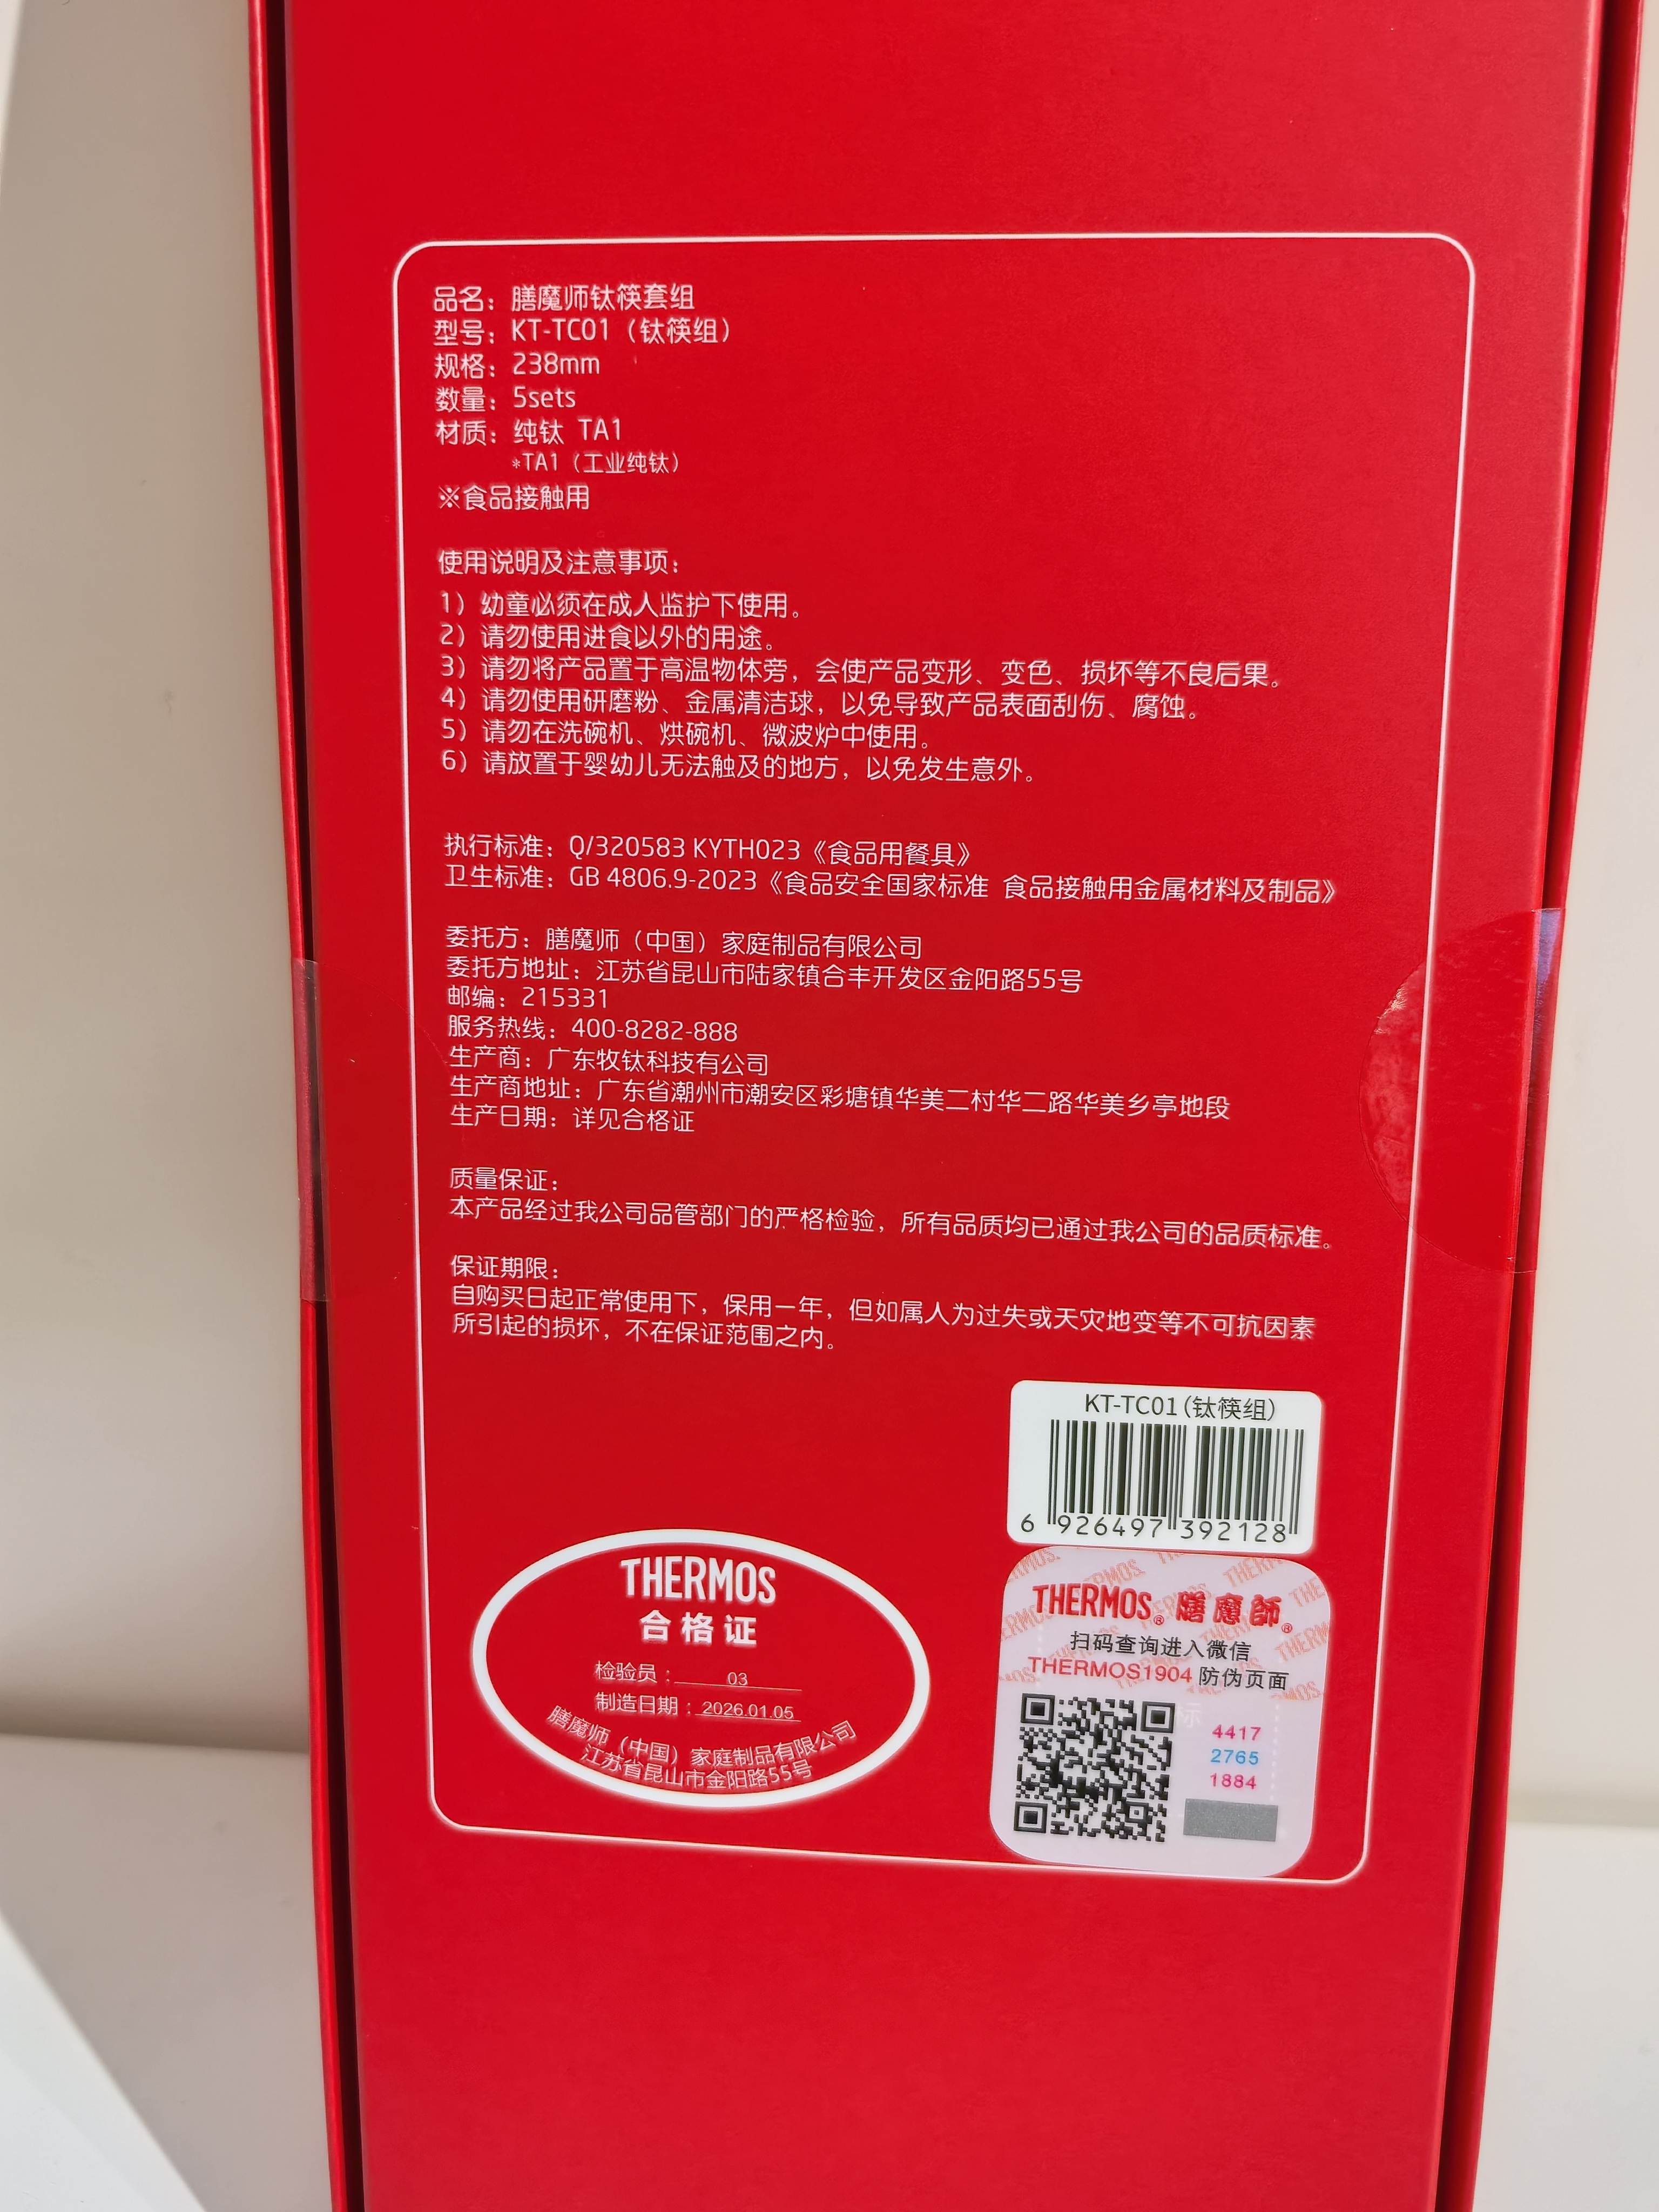 品名：膳魔师钛筷套组
型号：KT-TC01（钛筷组）
规格：238mm
数量：5sets
材质：纯钛 TA1
*TA1（工业纯钛）
※食品接触用
使用说明及注意事项：
1）幼童必须在成人监护下使用。
2）请勿使用进食以外的用途。
3）请勿将产品置于高温物体旁，会使产品变形、变色、损坏等不良后果。
4）请勿使用研磨粉、金属清洁球，以免导致产品表面刮伤、腐蚀。
5）请勿在洗碗机、烘碗机、微波炉中使用。
6）请放置于婴幼儿无法触及的地方，以免发生意外。
执行标准：Q/320583 KYTH023《食品用餐具》
卫生标准：GB 4806.9-2023《食品安全国家标准 食品接触用金属材料及制品》
委托方：膳魔师（中国）家庭制品有限公司
委托方地址：江苏省昆山市陆家镇合丰开发区金阳路55号
邮编：215331
服务热线：400-8282-888
生产商：广东牧钛科技有限公司
生产商地址：广东省潮州市潮安区彩塘镇华美二村华二路华美乡亭地段
生产日期：详见合格证
质量保证：
本产品经过我公司品管部门的严格检验，所有品质均已通过我公司的品质标准。
保证期限：
自购买日起正常使用下，保用一年，但如属人为过失或天灾地变等不可抗因素
所引起的损坏，不在保证范围之内。
KT-TC01(钛筷组)
6 926497 392128
THERMOS
合格证
检验员：03
制造日期：2026.01.05
膳魔师（中国）家庭制品有限公司
江苏省昆山市金阳路55号
THERMOS® 膳魔師®
扫码查询进入微信
THERMOS1904 防伪页面
4417
2765
1884